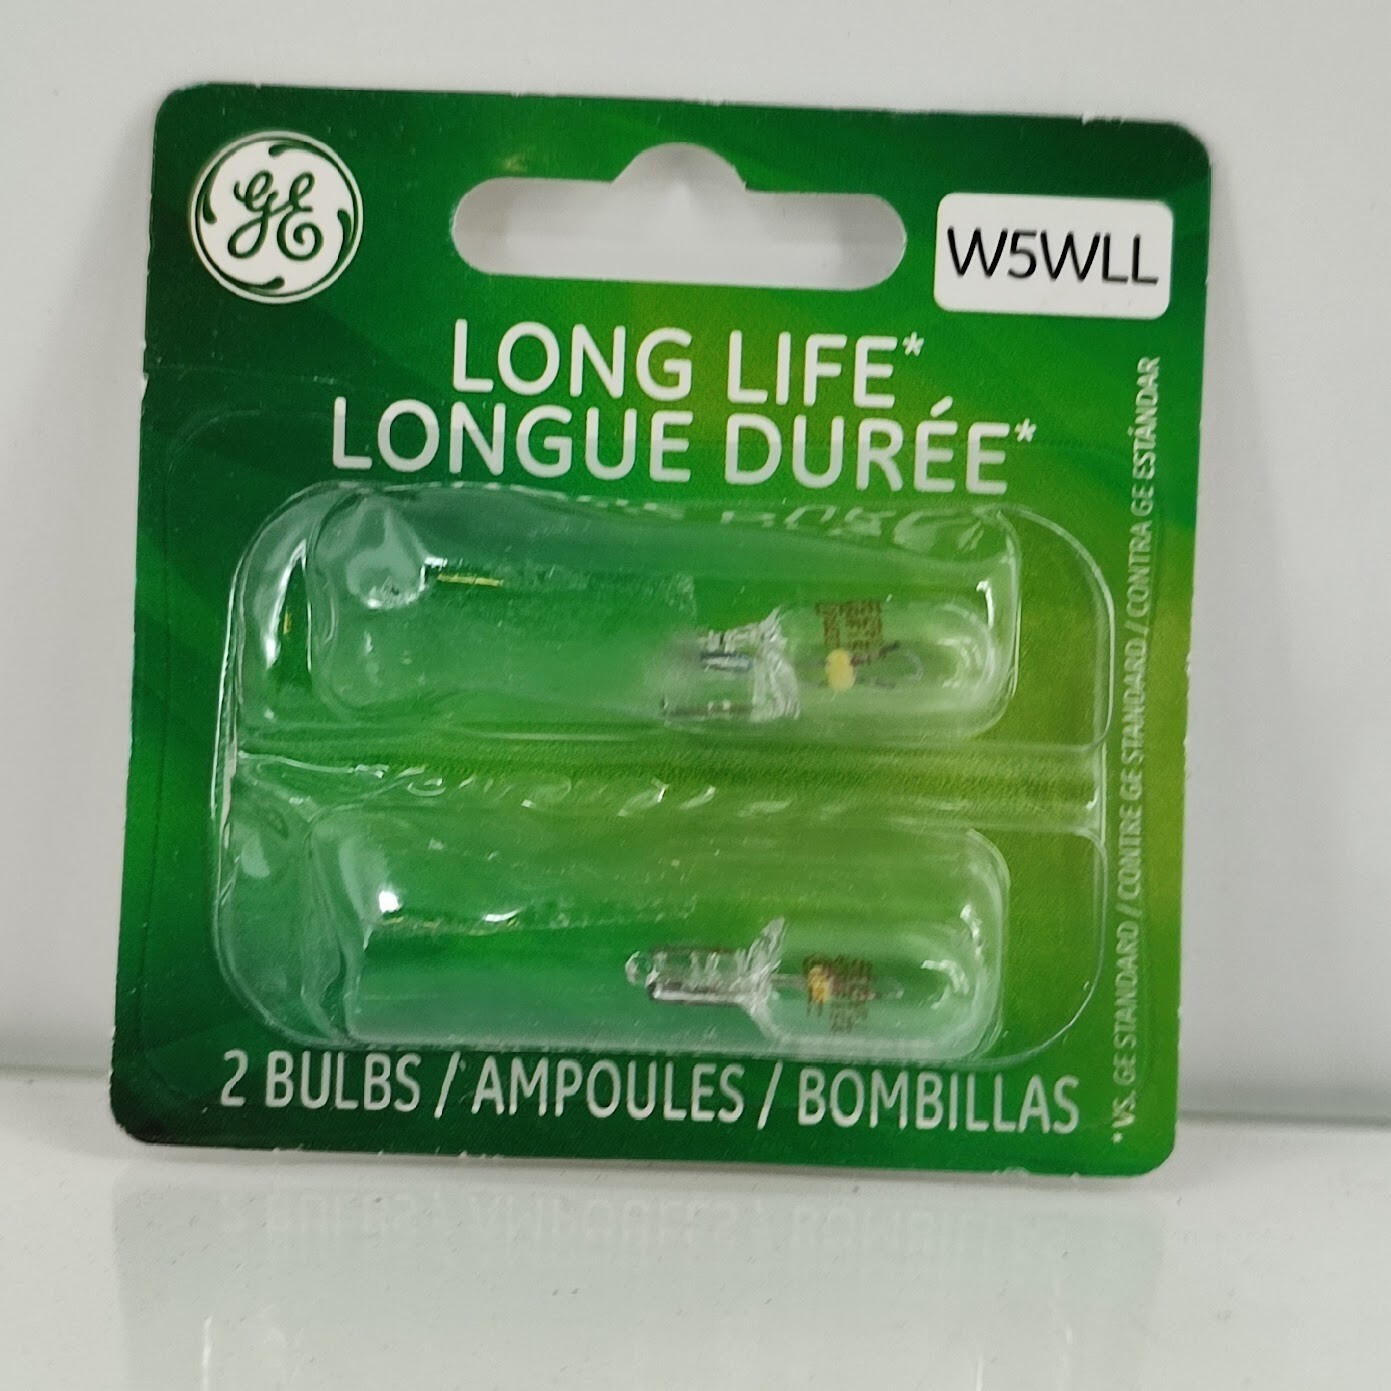 GE
W5WLL
LONG LIFE*
LONGUE DURÉE*
2 BULBS / AMPOULES / BOMBILLAS
*VS. GE STANDARD / CONTRE GE STANDARD / CONTRA GE ESTÁNDAR